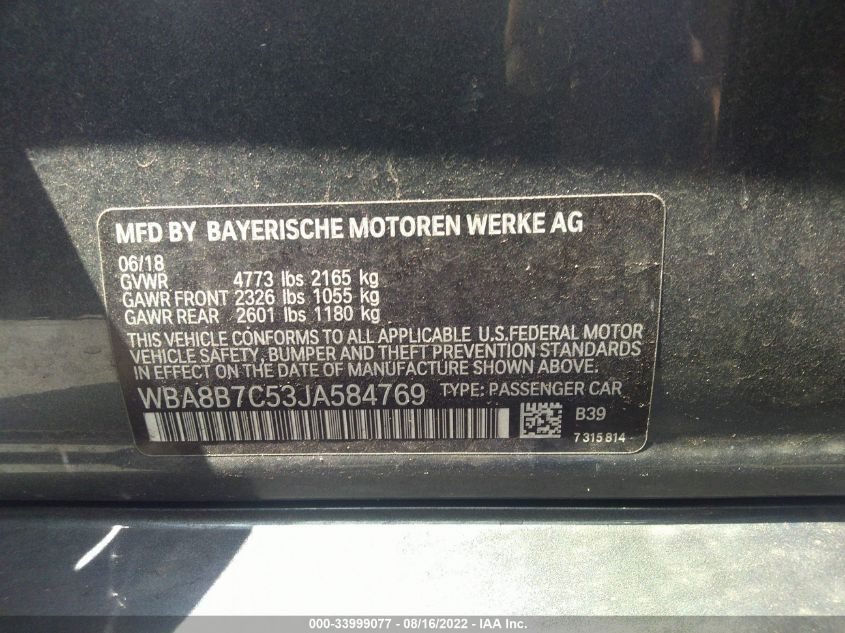 MFD BY BAYERISCHE MOTOREN WERKE AG
06/18
GVWR 4773 lbs 2165 kg
GAWR FRONT 2326 lbs 1055 kg
GAWR REAR 2601 lbs 1180 kg
THIS VEHICLE CONFORMS TO ALL APPLICABLE U.S.FEDERAL MOTOR
VEHICLE SAFETY, BUMPER AND THEFT PREVENTION STANDARDS
IN EFFECT ON THE DATE OF MANUFACTURE SHOWN ABOVE.
WBA8B7C53JA584769 TYPE: PASSENGER CAR
B39
7 315 814
000-33999077 - 08/16/2022 - IAA Inc.